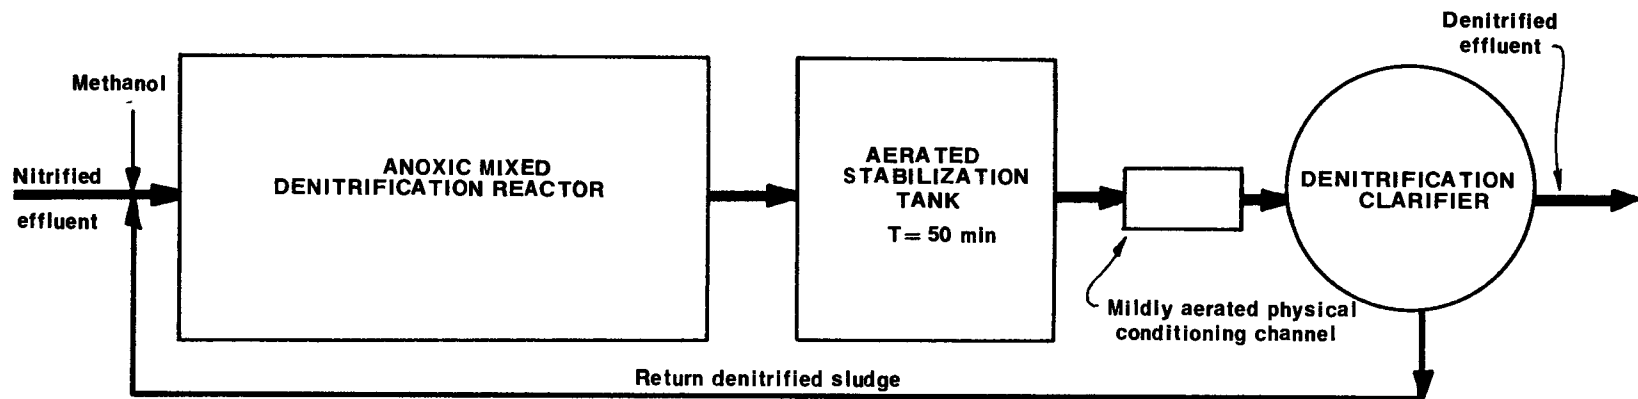 Denitrified
effluent
Methanol
Nitrified
effluent
ANOXIC MIXED
DENITRIFICATION REACTOR
AERATED
STABILIZATION
TANK
T= 50 min
DENITRIFICATION
CLARIFIER
Mildly aerated physical
conditioning channel
Return denitrified sludge